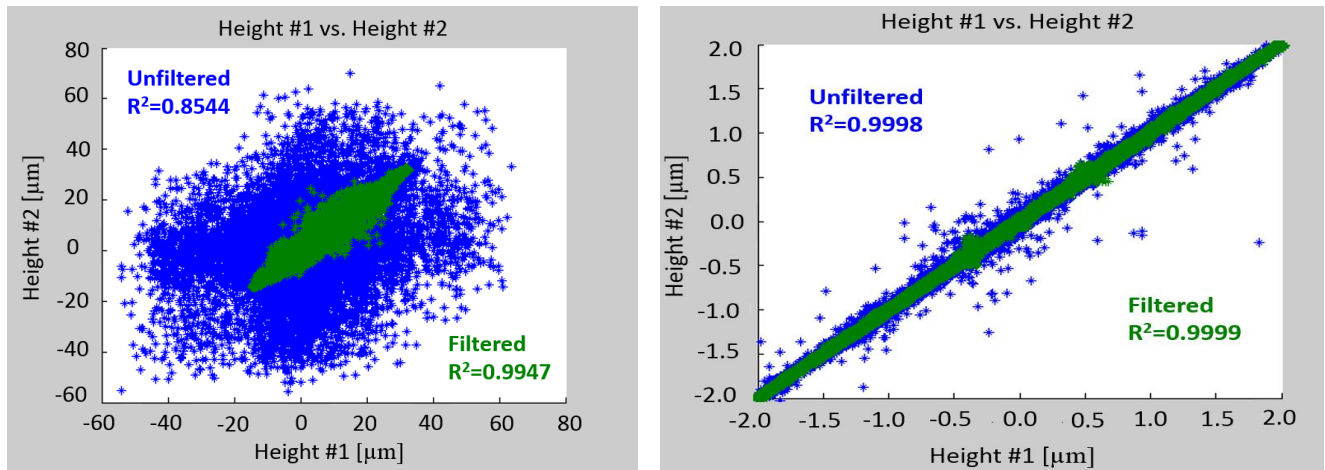 Height #1 vs. Height #2
80
60
40
20
0
-20
-40
-60
Height #2 [µm]
Unfiltered
R²=0.8544
Filtered
R²=0.9947
-60
-40
-20
0
20
40
60
80
Height #1 [µm]
Height #1 vs. Height #2
2.0
1.5
1.0
0.5
0.0
-0.5
-1.0
-1.5
-2.0
Height #2 [µm]
Unfiltered
R²=0.9998
Filtered
R²=0.9999
-2.0
-1.5
-1.0
-0.5
0.0
0.5
1.0
1.5
2.0
Height #1 [µm]